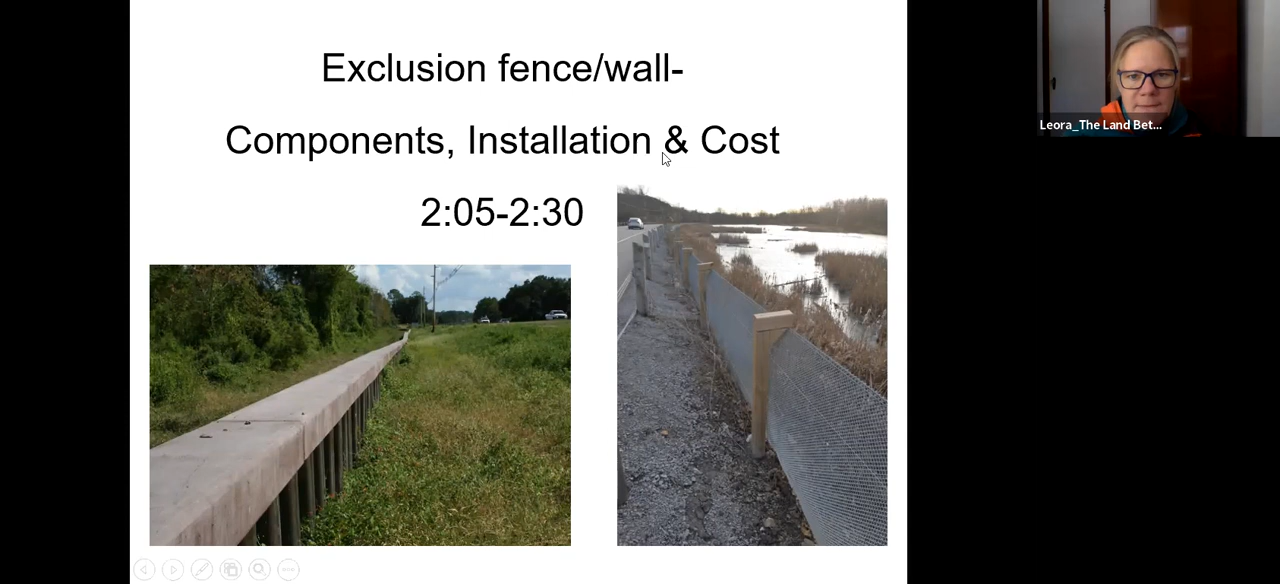 Exclusion fence/wall-
Components, Installation & Cost
2:05-2:30
Leora_The Land Bet...